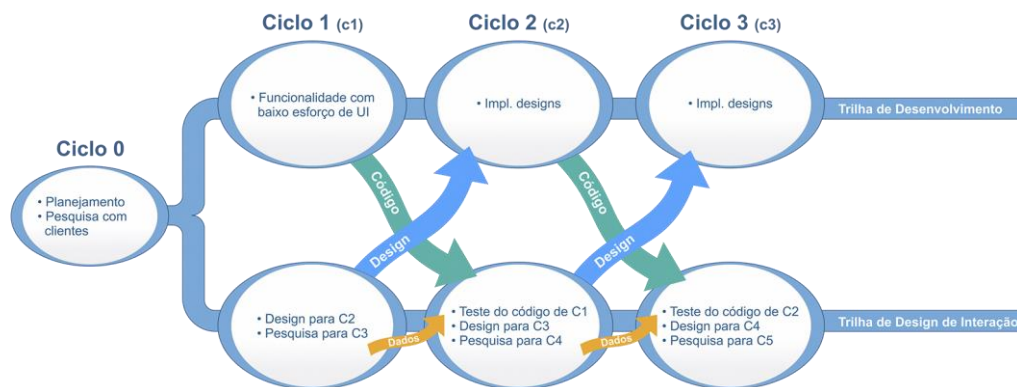 Ciclo 1 (c1)
Ciclo 2 (c2)
Ciclo 3 (c3)
• Funcionalidade com
baixo esforço de UI
• Impl. designs
• Impl. designs
Trilha de Desenvolvimento
Ciclo 0
• Planejamento
• Pesquisa com
clientes
Código
Design
Código
Design
• Design para C2
• Pesquisa para C3
Dados
• Teste do código de C1
• Design para C3
• Pesquisa para C4
Dados
• Teste do código de C2
• Design para C4
• Pesquisa para C5
Trilha de Design de Interação